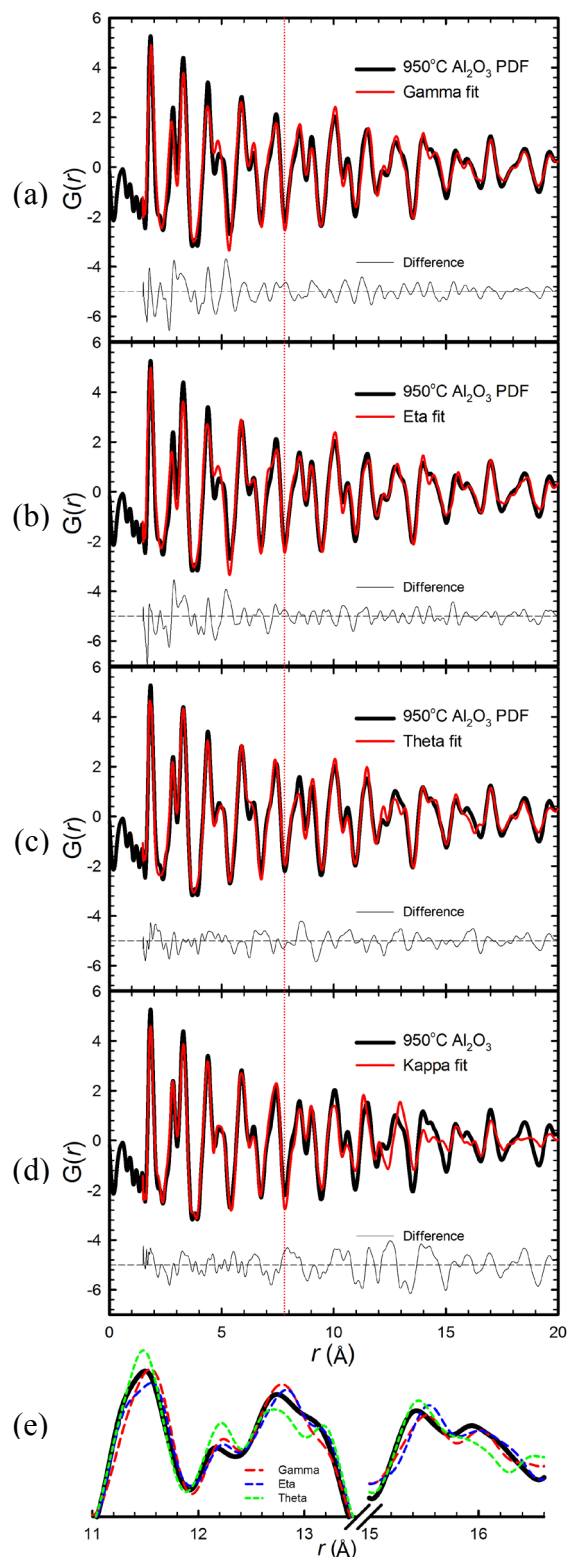 6
4
950°C Al₂O₃ PDF
Gamma fit
2
(a)
G(r)
0
-2
-4
Difference
-6
6
4
950°C Al₂O₃ PDF
Eta fit
2
(b)
G(r)
0
-2
-4
Difference
-6
6
4
950°C Al₂O₃ PDF
Theta fit
2
(c)
G(r)
0
-2
-4
Difference
-6
6
4
950°C Al₂O₃
Kappa fit
2
(d)
G(r)
0
-2
-4
Difference
-6
0 5 10 15 20
r (Å)
(e)
Gamma
Eta
Theta
11 12 13 15 16
r (Å)